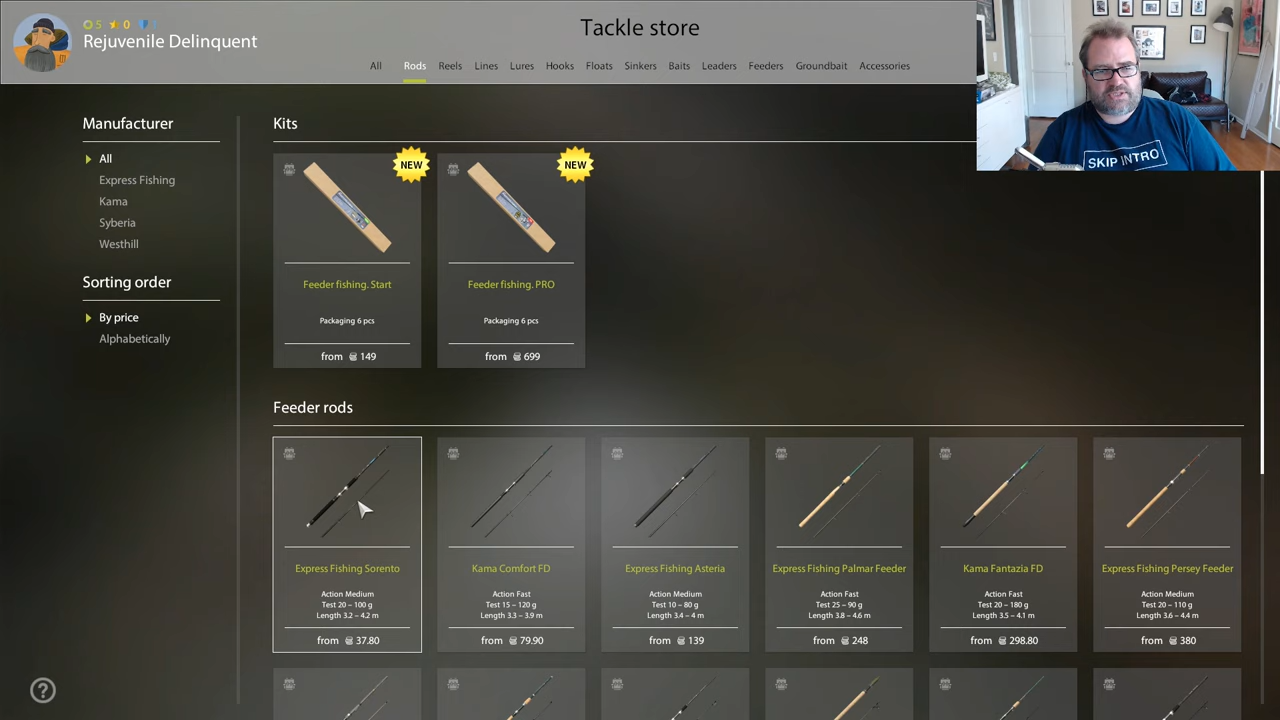 5 0
Rejuvenile Delinquent
Tackle store
All Rods Reels Lines Lures Hooks Floats Sinkers Baits Leaders Feeders Groundbait Accessories
SKIP INTRO
Manufacturer
All
Express Fishing
Kama
Syberia
Westhill
Sorting order
By price
Alphabetically
Kits
NEW
Feeder fishing. Start
Packaging 6 pcs
from 149
NEW
Feeder fishing. PRO
Packaging 6 pcs
from 699
Feeder rods
Express Fishing Sorento
Action Medium
Test 20 – 100 g
Length 3.2 – 4.2 m
from 37.80
Kama Comfort FD
Action Fast
Test 15 – 120 g
Length 3.3 – 3.9 m
from 79.90
Express Fishing Asteria
Action Medium
Test 10 – 80 g
Length 3.4 – 4 m
from 139
Express Fishing Palmar Feeder
Action Fast
Test 25 – 90 g
Length 3.8 – 4.6 m
from 248
Kama Fantazia FD
Action Fast
Test 20 – 180 g
Length 3.5 – 4.1 m
from 298.80
Express Fishing Persey Feeder
Action Medium
Test 20 – 110 g
Length 3.6 – 4.4 m
from 380
?